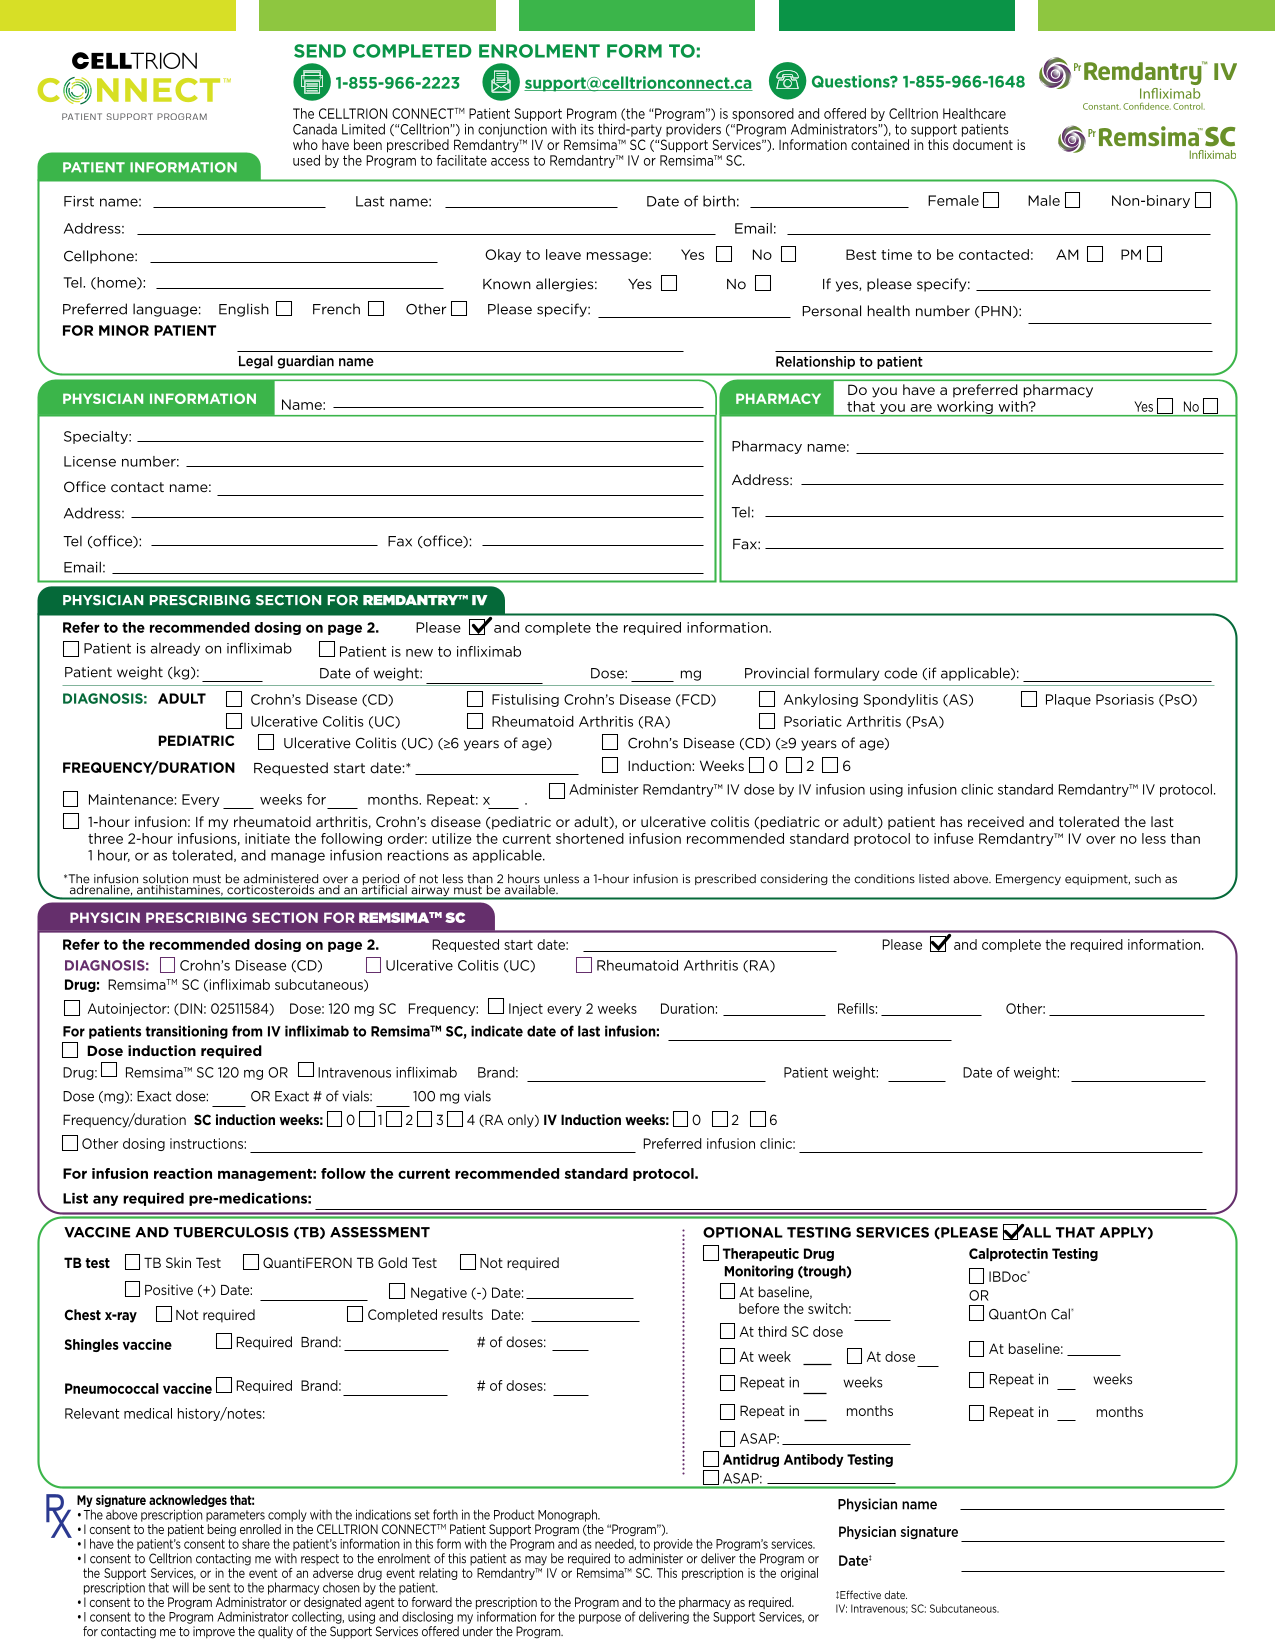 CELLTRION
CONNECT™
PATIENT SUPPORT PROGRAM
SEND COMPLETED ENROLMENT FORM TO:
1-855-966-2223 support@celltrionconnect.ca Questions? 1-855-966-1648
The CELLTRION CONNECT™ Patient Support Program (the “Program”) is sponsored and offered by Celltrion Healthcare
Canada Limited (“Celltrion”) in conjunction with its third-party providers (“Program Administrators”), to support patients
who have been prescribed Remdantry™ IV or Remsima™ SC (“Support Services”). Information contained in this document is
used by the Program to facilitate access to Remdantry™ IV or Remsima™ SC.
Pr Remdantry™ IV
Infliximab
Constant. Confidence. Control.
Pr Remsima™ SC
Infliximab
PATIENT INFORMATION
First name: Last name: Date of birth: Female Male Non-binary
Address: Email:
Cellphone: Okay to leave message: Yes No Best time to be contacted: AM PM
Tel. (home): Known allergies: Yes No If yes, please specify:
Preferred language: English French Other Please specify: Personal health number (PHN):
FOR MINOR PATIENT
Legal guardian name Relationship to patient
PHYSICIAN INFORMATION Name:
Specialty:
License number:
Office contact name:
Address:
Tel (office): Fax (office):
Email:
PHARMACY Do you have a preferred pharmacy
that you are working with? Yes No
Pharmacy name:
Address:
Tel:
Fax:
PHYSICIAN PRESCRIBING SECTION FOR REMDANTRY™ IV
Refer to the recommended dosing on page 2. Please and complete the required information.
Patient is already on infliximab Patient is new to infliximab
Patient weight (kg): Date of weight: Dose: mg Provincial formulary code (if applicable):
DIAGNOSIS: ADULT Crohn’s Disease (CD) Fistulising Crohn’s Disease (FCD) Ankylosing Spondylitis (AS) Plaque Psoriasis (PsO)
Ulcerative Colitis (UC) Rheumatoid Arthritis (RA) Psoriatic Arthritis (PsA)
PEDIATRIC Ulcerative Colitis (UC) (≥6 years of age) Crohn’s Disease (CD) (≥9 years of age)
FREQUENCY/DURATION Requested start date:* Induction: Weeks 0 2 6
Maintenance: Every weeks for months. Repeat: x . Administer Remdantry™ IV dose by IV infusion using infusion clinic standard Remdantry™ IV protocol.
1-hour infusion: If my rheumatoid arthritis, Crohn’s disease (pediatric or adult), or ulcerative colitis (pediatric or adult) patient has received and tolerated the last
three 2-hour infusions, initiate the following order: utilize the current shortened infusion recommended standard protocol to infuse Remdantry™ IV over no less than
1 hour, or as tolerated, and manage infusion reactions as applicable.
*The infusion solution must be administered over a period of not less than 2 hours unless a 1-hour infusion is prescribed considering the conditions listed above. Emergency equipment, such as
adrenaline, antihistamines, corticosteroids and an artificial airway must be available.
PHYSICIN PRESCRIBING SECTION FOR REMSIMA™ SC
Refer to the recommended dosing on page 2. Requested start date: Please and complete the required information.
DIAGNOSIS: Crohn’s Disease (CD) Ulcerative Colitis (UC) Rheumatoid Arthritis (RA)
Drug: Remsima™ SC (infliximab subcutaneous)
Autoinjector: (DIN: 02511584) Dose: 120 mg SC Frequency: Inject every 2 weeks Duration: Refills: Other:
For patients transitioning from IV infliximab to Remsima™ SC, indicate date of last infusion:
Dose induction required
Drug: Remsima™ SC 120 mg OR Intravenous infliximab Brand: Patient weight: Date of weight:
Dose (mg): Exact dose: OR Exact # of vials: 100 mg vials
Frequency/duration SC induction weeks: 0 1 2 3 4 (RA only) IV Induction weeks: 0 2 6
Other dosing instructions: Preferred infusion clinic:
For infusion reaction management: follow the current recommended standard protocol.
List any required pre-medications:
VACCINE AND TUBERCULOSIS (TB) ASSESSMENT
TB test TB Skin Test QuantiFERON TB Gold Test Not required
Positive (+) Date: Negative (-) Date:
Chest x-ray Not required Completed results Date:
Shingles vaccine Required Brand: # of doses:
Pneumococcal vaccine Required Brand: # of doses:
Relevant medical history/notes:
OPTIONAL TESTING SERVICES (PLEASE ALL THAT APPLY)
Therapeutic Drug
Monitoring (trough)
At baseline,
before the switch:
At third SC dose
At week At dose
Repeat in weeks
Repeat in months
ASAP:
Antidrug Antibody Testing
ASAP:
Calprotectin Testing
IBDoc*
OR
QuantOn Cal*
At baseline:
Repeat in weeks
Repeat in months
Rx
My signature acknowledges that:
• The above prescription parameters comply with the indications set forth in the Product Monograph.
• I consent to the patient being enrolled in the CELLTRION CONNECT™ Patient Support Program (the “Program”).
• I have the patient’s consent to share the patient’s information in this form with the Program and as needed, to provide the Program’s services.
• I consent to Celltrion contacting me with respect to the enrolment of this patient as may be required to administer or deliver the Program or
the Support Services, or in the event of an adverse drug event relating to Remdantry™ IV or Remsima™ SC. This prescription is the original
prescription that will be sent to the pharmacy chosen by the patient.
• I consent to the Program Administrator or designated agent to forward the prescription to the Program and to the pharmacy as required.
• I consent to the Program Administrator collecting, using and disclosing my information for the purpose of delivering the Support Services, or
for contacting me to improve the quality of the Support Services offered under the Program.
Physician name
Physician signature
Date‡
‡Effective date.
IV: Intravenous; SC: Subcutaneous.